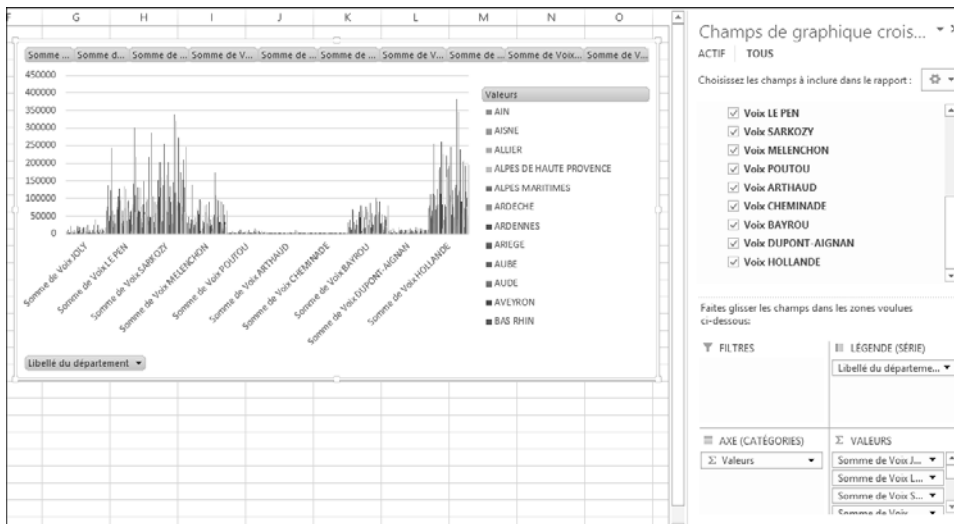 F G H I J K L M N O
Somme ... Somme d... Somme de ... Somme de V... Somme de ... Somme de ... Somme de V... Somme de ... Somme de Voix... Somme de V...
450000
400000
350000
300000
250000
200000
150000
100000
50000
0
Somme de Voix JOLY
Somme de Voix LE PEN
Somme de Voix SARKOZY
Somme de Voix MELENCHON
Somme de Voix POUTOU
Somme de Voix ARTHAUD
Somme de Voix CHEMINADE
Somme de Voix BAYROU
Somme de Voix DUPONT-AIGNAN
Somme de Voix HOLLANDE
Valeurs
AIN
AISNE
ALLIER
ALPES DE HAUTE PROVENCE
ALPES MARITIMES
ARDECHE
ARDENNES
ARIEGE
AUBE
AUDE
AVEYRON
BAS RHIN
Libellé du département
Champs de graphique crois...
ACTIF TOUS
Choisissez les champs à inclure dans le rapport :
Voix LE PEN
Voix SARKOZY
Voix MELENCHON
Voix POUTOU
Voix ARTHAUD
Voix CHEMINADE
Voix BAYROU
Voix DUPONT-AIGNAN
Voix HOLLANDE
Faites glisser les champs dans les zones voulues
ci-dessous:
FILTRES
LÉGENDE (SÉRIE)
Libellé du départeme...
AXE (CATÉGORIES)
Σ Valeurs
Σ VALEURS
Somme de Voix J...
Somme de Voix L...
Somme de Voix S...
Somme de Voix